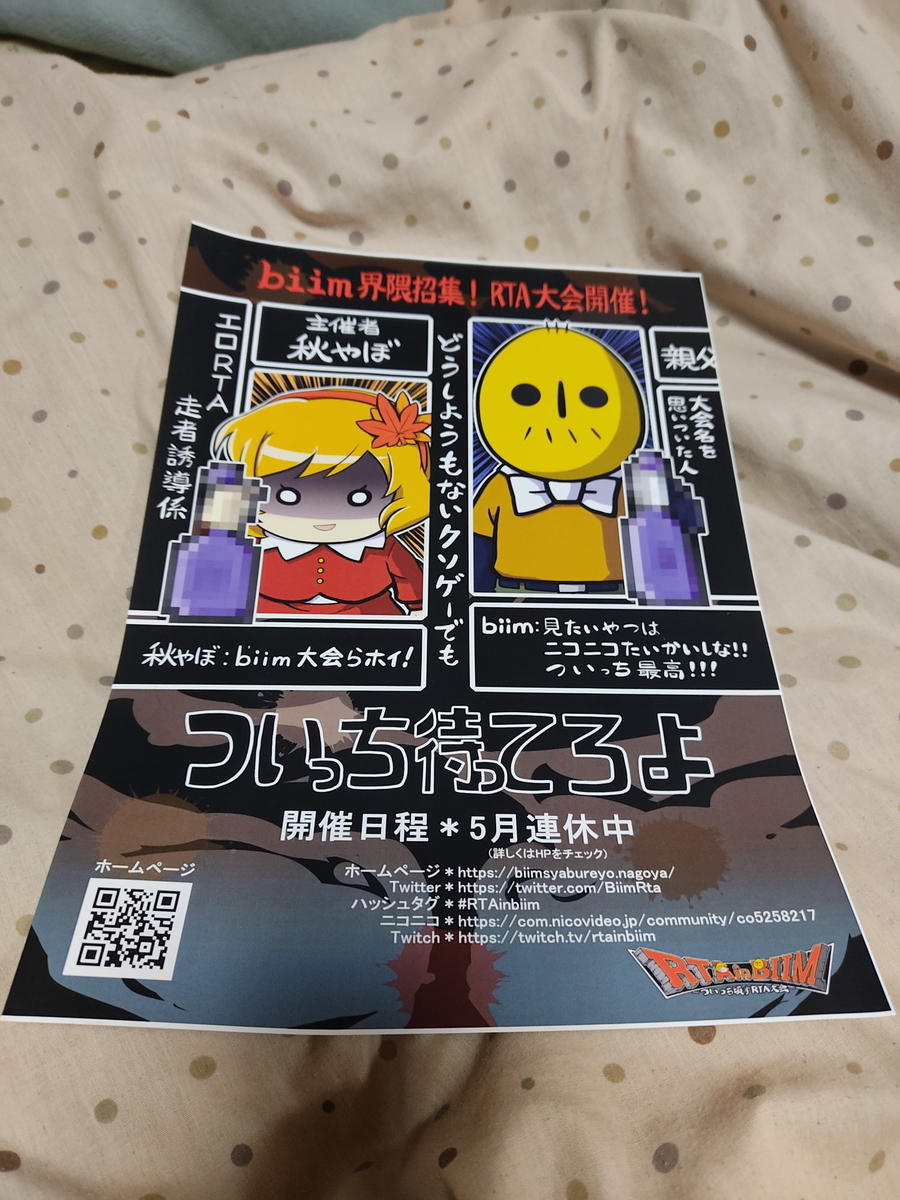 biim界隈招集！RTA大会開催！
エロRTA
走者誘導係
主催者
秋やぼ
どうしようもないクソゲーでも
親父
大会名を
思いついた人
秋やぼ：biim大会らホイ！
biim：見たいやつは
ニコニコたいかいしな!!
ついっち最高!!!
ついっち待ってろよ
開催日程＊5月連休中
(詳しくはHPをチェック)
ホームページ
ホームページ＊https://biimsyabureyo.nagoya/
Twitter＊https://twitter.com/BiimRta
ハッシュタグ＊#RTAinbiim
ニコニコ＊https://com.nicovideo.jp/community/co5258217
Twitch＊https://twitch.tv/rtainbiim
RTAinBIIM